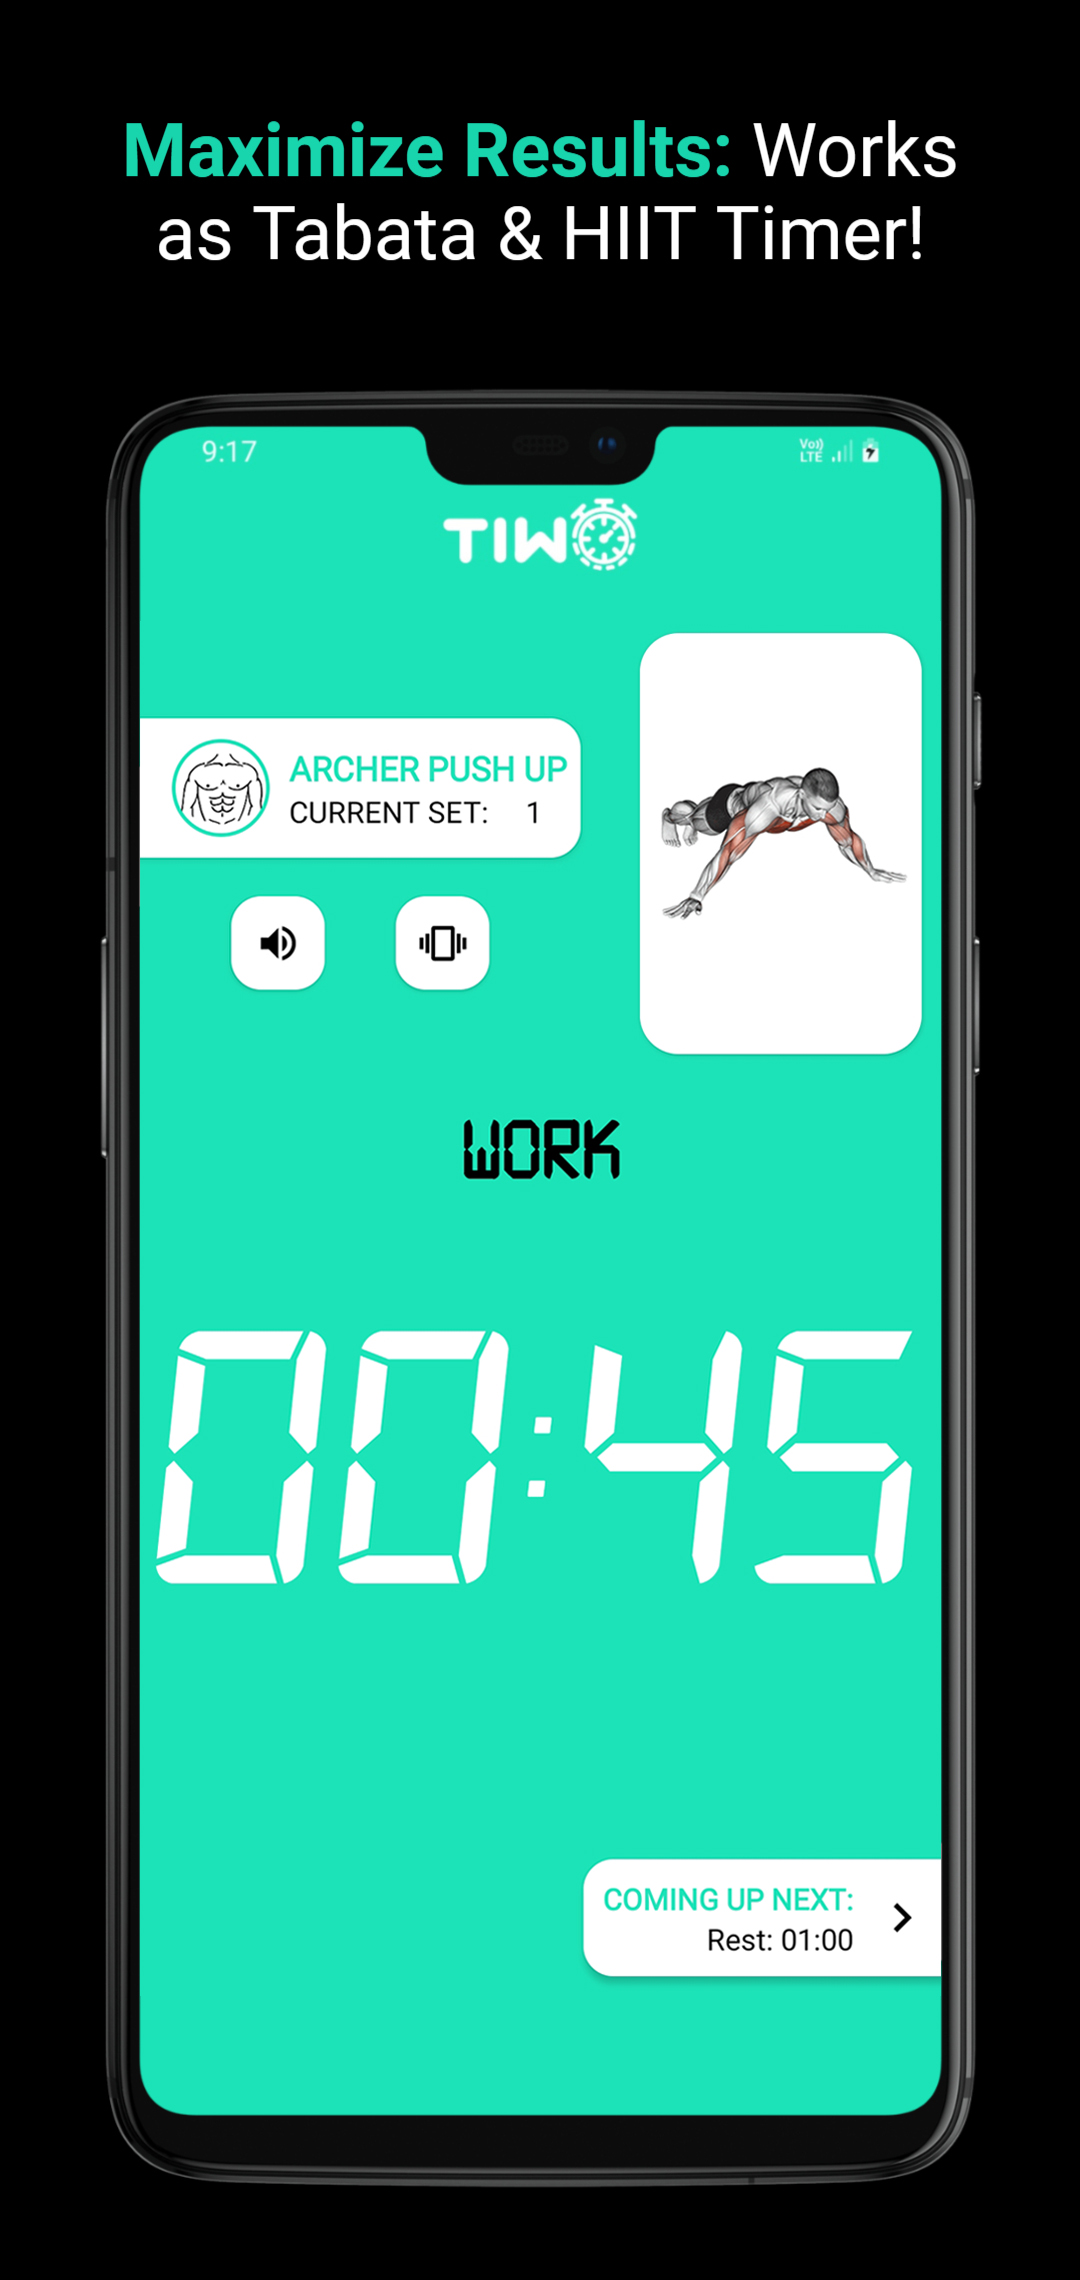 Maximize Results: Works
as Tabata & HIIT Timer!
9:17
Vo))
LTE
TIWO
ARCHER PUSH UP
CURRENT SET: 1
WORK
00:45
COMING UP NEXT:
Rest: 01:00